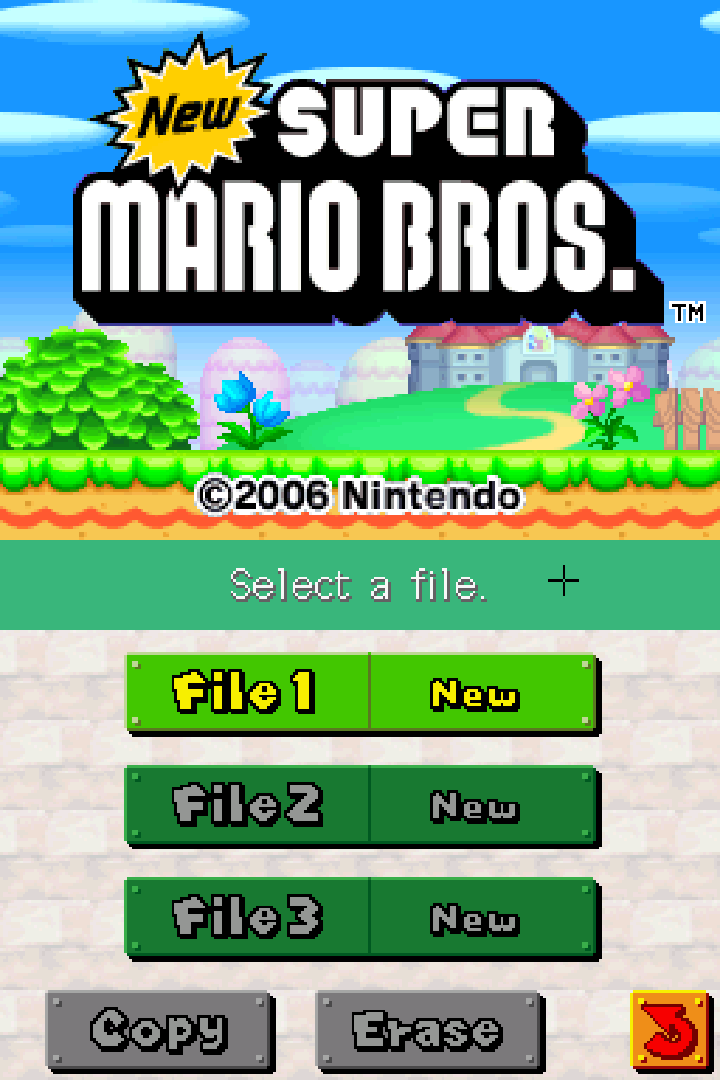 New SUPER
MARIO BROS.
TM
©2006 Nintendo
Select a file.
File 1 New
File 2 New
File 3 New
Copy Erase